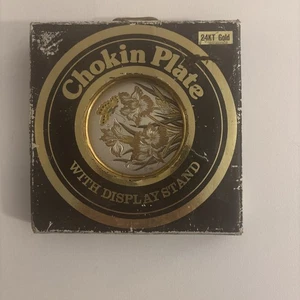 24KT Gold
Chokin Plate
WITH DISPLAY STAND